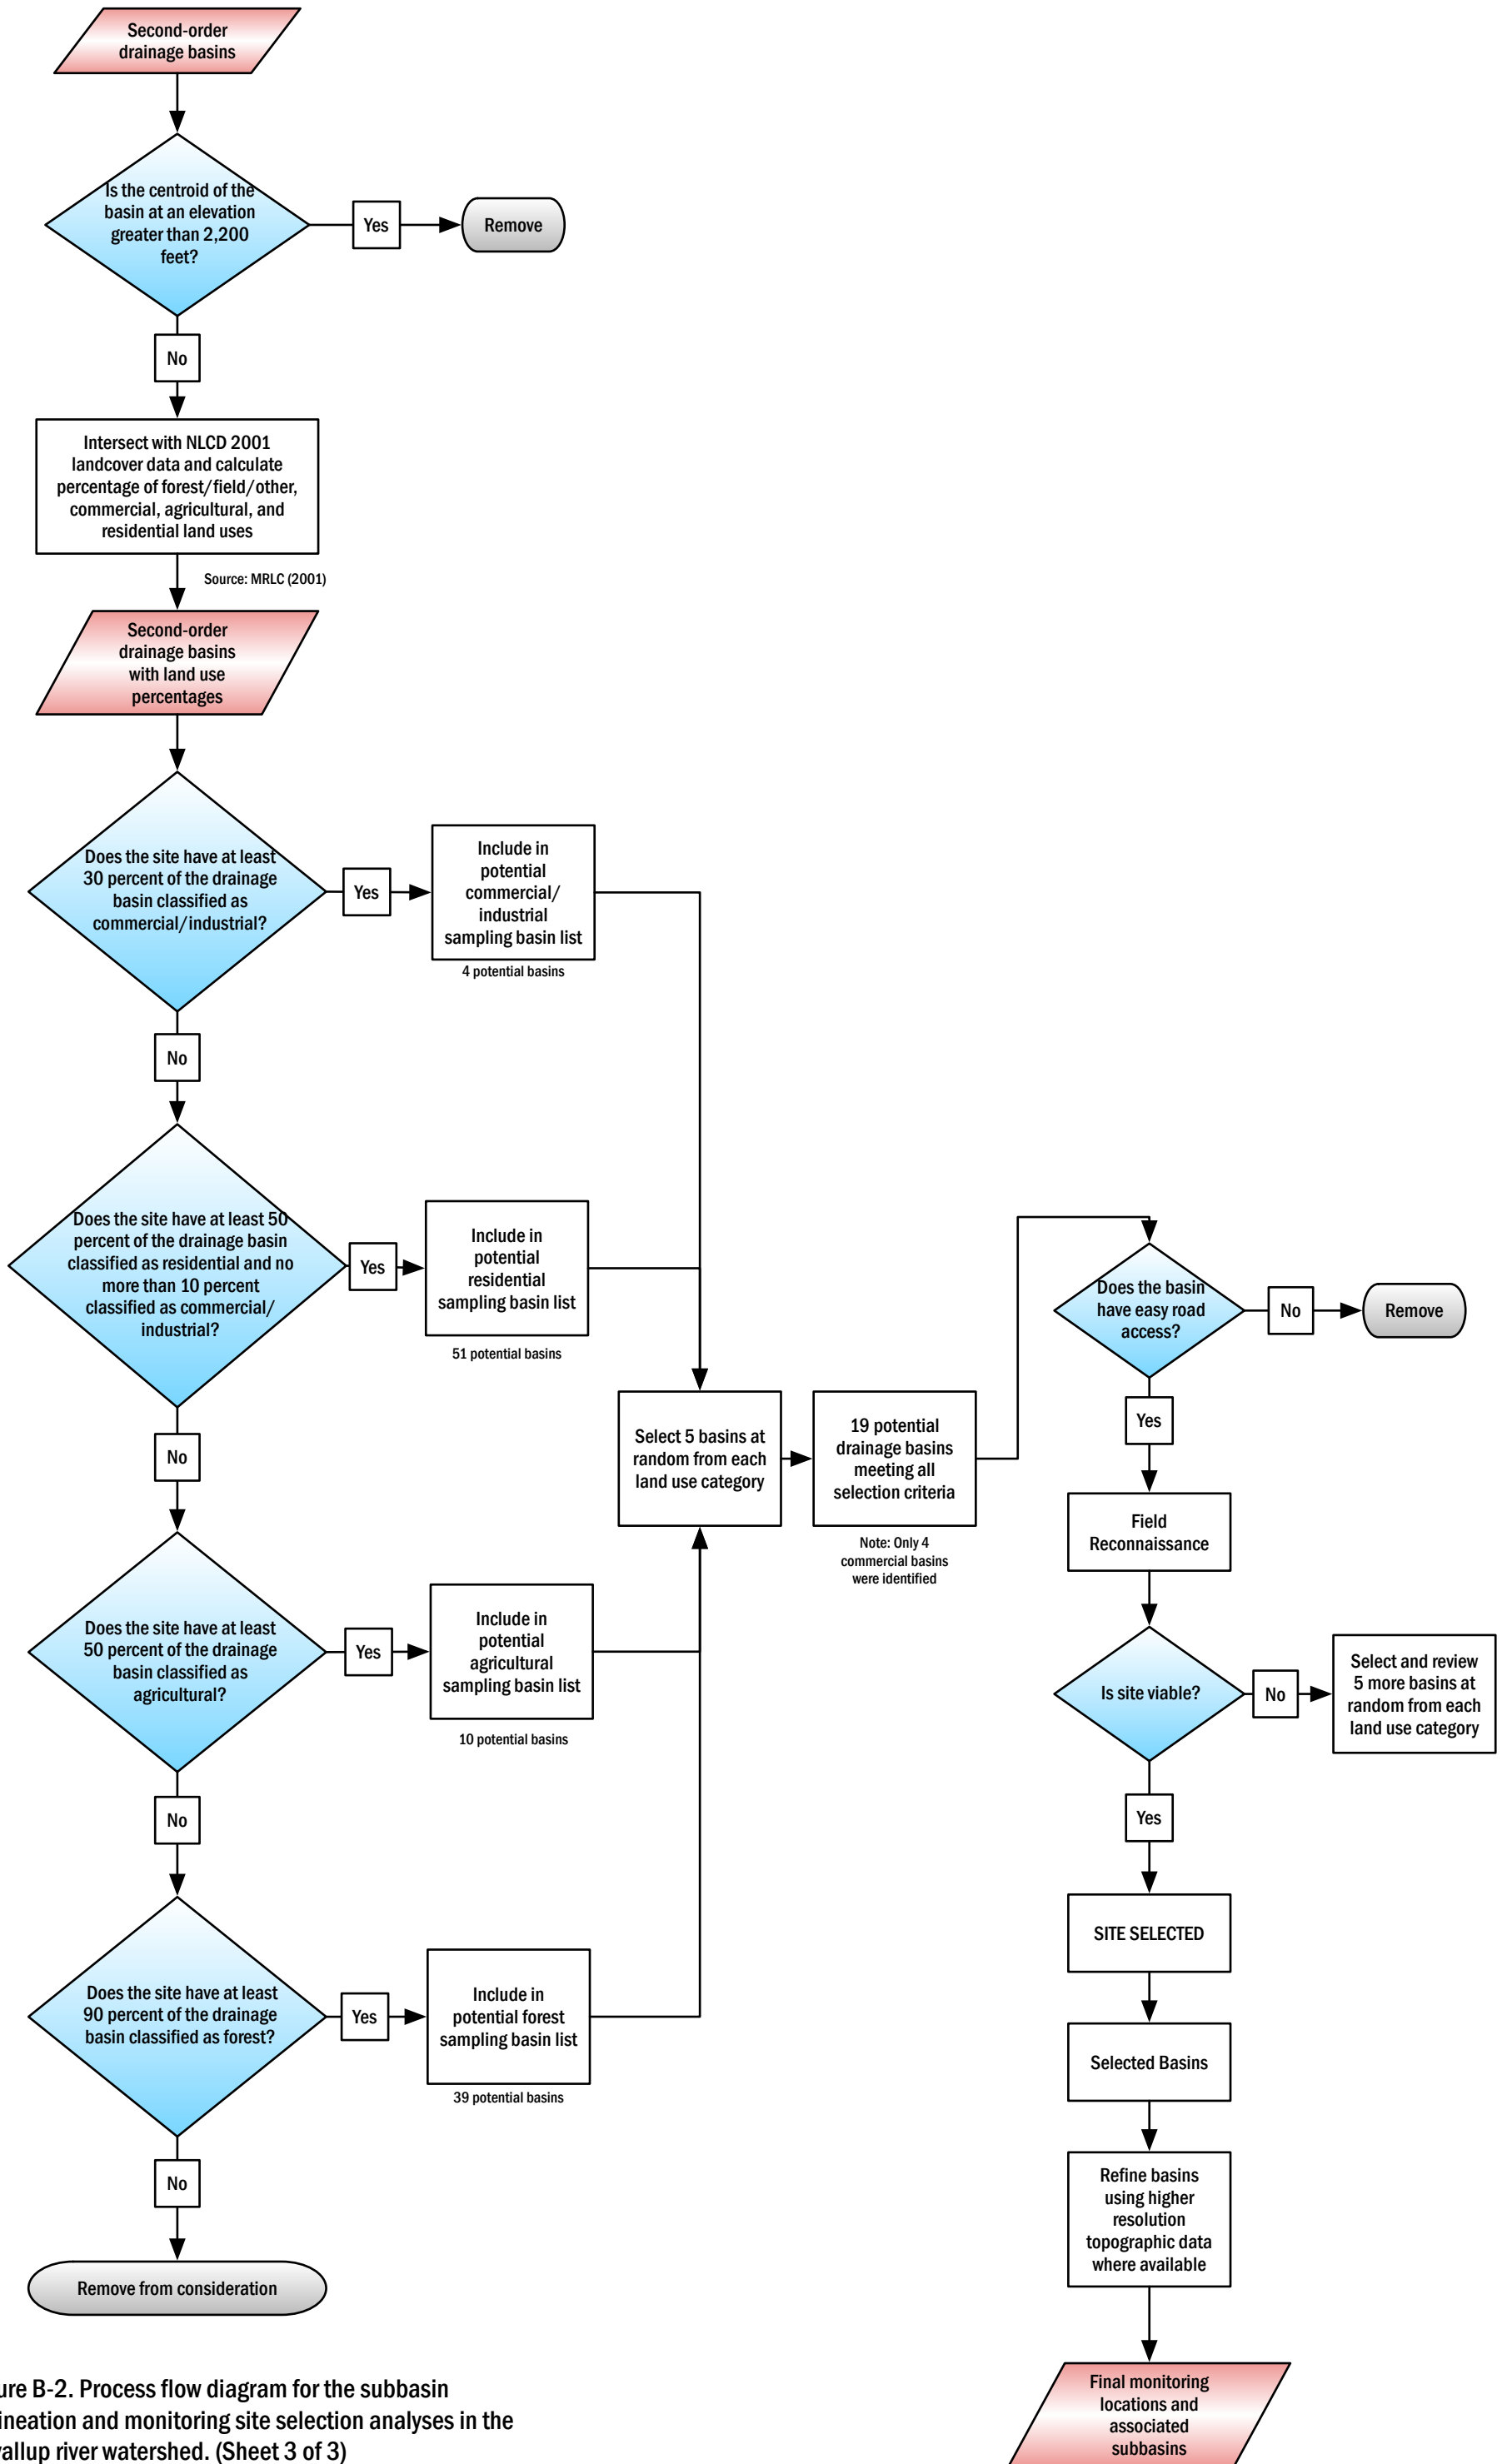 Second-order
drainage basins
Is the centroid of the
basin at an elevation
greater than 2,200
feet?
Yes
Remove
No
Intersect with NLCD 2001
landcover data and calculate
percentage of forest/field/other,
commercial, agricultural, and
residential land uses
Source: MRLC (2001)
Second-order
drainage basins
with land use
percentages
Does the site have at least
30 percent of the drainage
basin classified as
commercial/industrial?
Yes
Include in
potential
commercial/
industrial
sampling basin list
4 potential basins
No
Does the site have at least 50
percent of the drainage basin
classified as residential and no
more than 10 percent
classified as commercial/
industrial?
Yes
Include in
potential
residential
sampling basin list
51 potential basins
No
Does the site have at least
50 percent of the drainage
basin classified as
agricultural?
Yes
Include in
potential
agricultural
sampling basin list
10 potential basins
No
Does the site have at least
90 percent of the drainage
basin classified as forest?
Yes
Include in
potential forest
sampling basin list
39 potential basins
No
Remove from consideration
Select 5 basins at
random from each
land use category
19 potential
drainage basins
meeting all
selection criteria
Note: Only 4
commercial basins
were identified
Does the basin
have easy road
access?
No
Remove
Yes
Field
Reconnaissance
Is site viable?
No
Select and review
5 more basins at
random from each
land use category
Yes
SITE SELECTED
Selected Basins
Refine basins
using higher
resolution
topographic data
where available
Final monitoring
locations and
associated
subbasins
ure B-2. Process flow diagram for the subbasin
ineation and monitoring site selection analyses in the
allup river watershed. (Sheet 3 of 3)